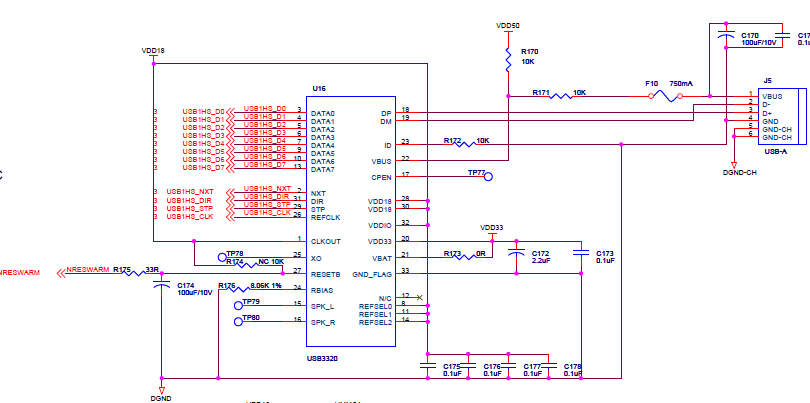 VDD50
C170
100uF/10V
C17
0.1u
VDD18
R170
10K
F10 750mA
J5
U16
R171 10K
1 VBUS
2 D-
3 D+
4 GND
5 GND-CH
6 GND-CH
USB-A
DGND-CH
3 USB1HS_D0 USB1HS_D0 3 DATA0
3 USB1HS_D1 USB1HS_D1 4 DATA1
3 USB1HS_D2 USB1HS_D2 5 DATA2
3 USB1HS_D3 USB1HS_D3 6 DATA3
3 USB1HS_D4 USB1HS_D4 7 DATA4
3 USB1HS_D5 USB1HS_D5 9 DATA5
3 USB1HS_D6 USB1HS_D6 10 DATA6
3 USB1HS_D7 USB1HS_D7 13 DATA7
DP 18
DM 19
ID 23 R172 10K
VBUS 22
CPEN 17 TP77
3 USB1HS_NXT USB1HS_NXT 2 NXT
3 USB1HS_DIR USB1HS_DIR 31 DIR
3 USB1HS_STP USB1HS_STP 29 STP
3 USB1HS_CLK USB1HS_CLK 26 REFCLK
VDD18 28
VDD18 30
VDDIO 32
VDD33
1 CLKOUT
VDD33 20
TP78 25 XO
VBAT 21 R173 0R
C172
2.2uF
C173
0.1uF
R174 NC 10K
NRESWARM NRESWARM R175 33R 27 RESETB
GND_FLAG 33
C174
100uF/10V
R176 8.06K 1% 24 RBIAS
N/C 12
TP79 15 SPK_L
REFSEL0 8
REFSEL1 11
TP80 16 SPK_R
REFSEL2 14
USB3320
C175
0.1uF
C176
0.1uF
C177
0.1uF
C178
0.1uF
DGND